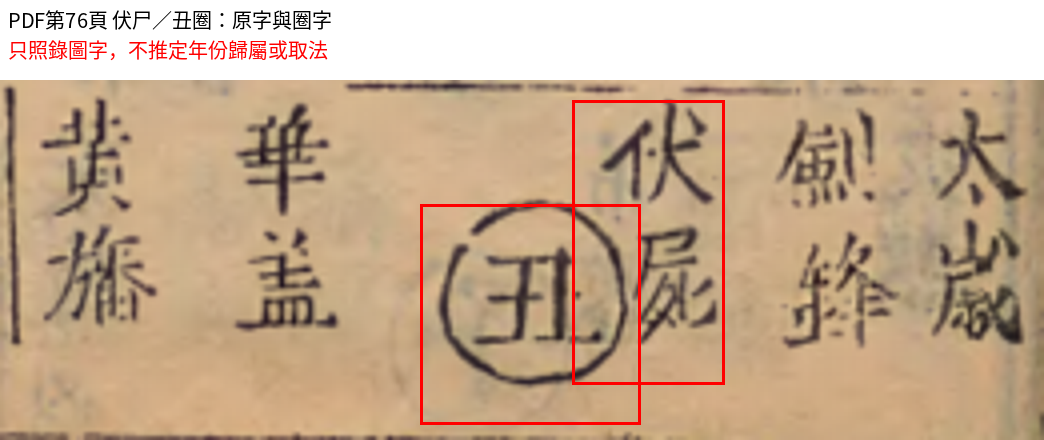 PDF第76頁 伏尸／丑圈：原字與圈字
只照錄圖字，不推定年份歸屬或取法
太歲
劍鋒
伏屍
丑
華盖
黄旛